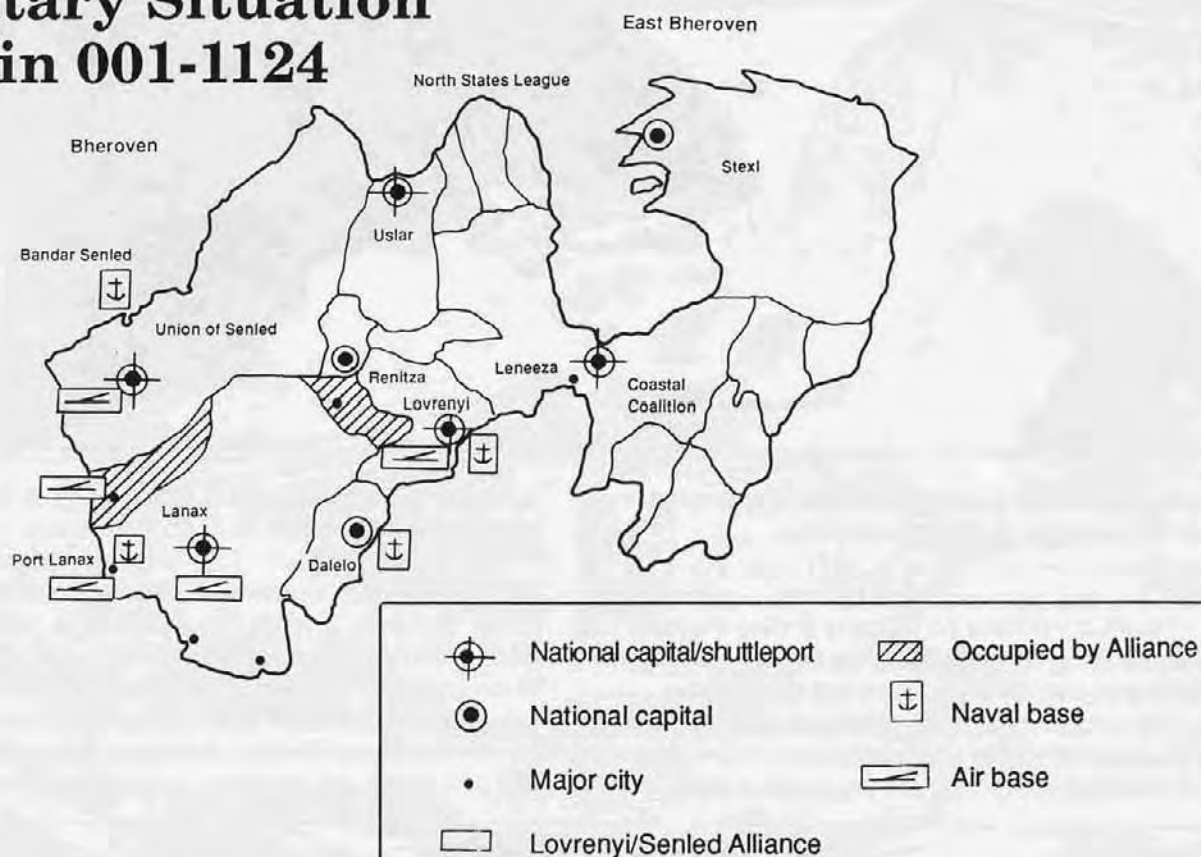 tary Situation
in 001-1124
East Bheroven
North States League
Bheroven
Stexl
Uslar
Bandar Senled
Union of Senled
Renitza
Leneeza
Coastal
Coalition
Lovrenyi
Lanax
Port Lanax
Dalelo
National capital/shuttleport
Occupied by Alliance
National capital
Naval base
Major city
Air base
Lovrenyi/Senled Alliance